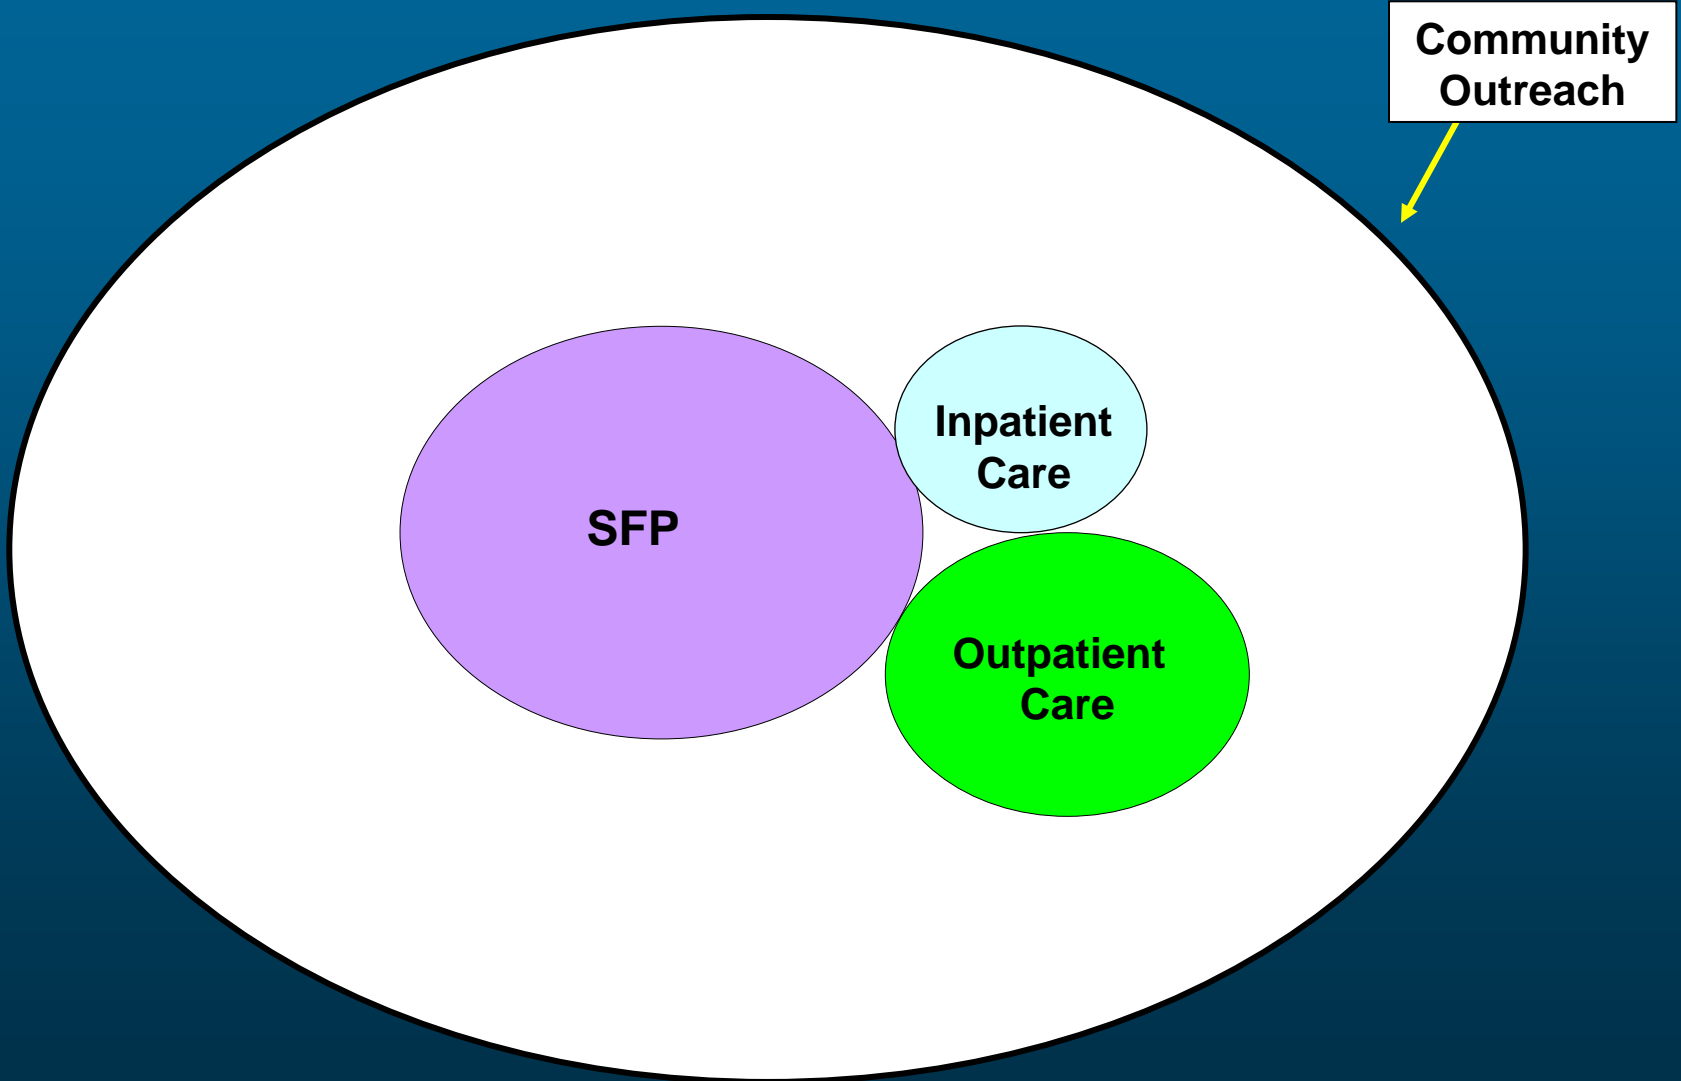 Community
Outreach
Inpatient
Care
SFP
Outpatient
Care